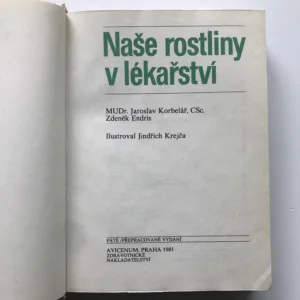 Naše rostliny
v lékařství
MUDr. Jaroslav Korbelář, CSc.
Zdeněk Endris
Ilustroval Jindřich Krejča
PÁTÉ, PŘEPRACOVANÉ VYDÁNÍ
AVICENUM, PRAHA 1981
ZDRAVOTNICKÉ
NAKLADATELSTVÍ